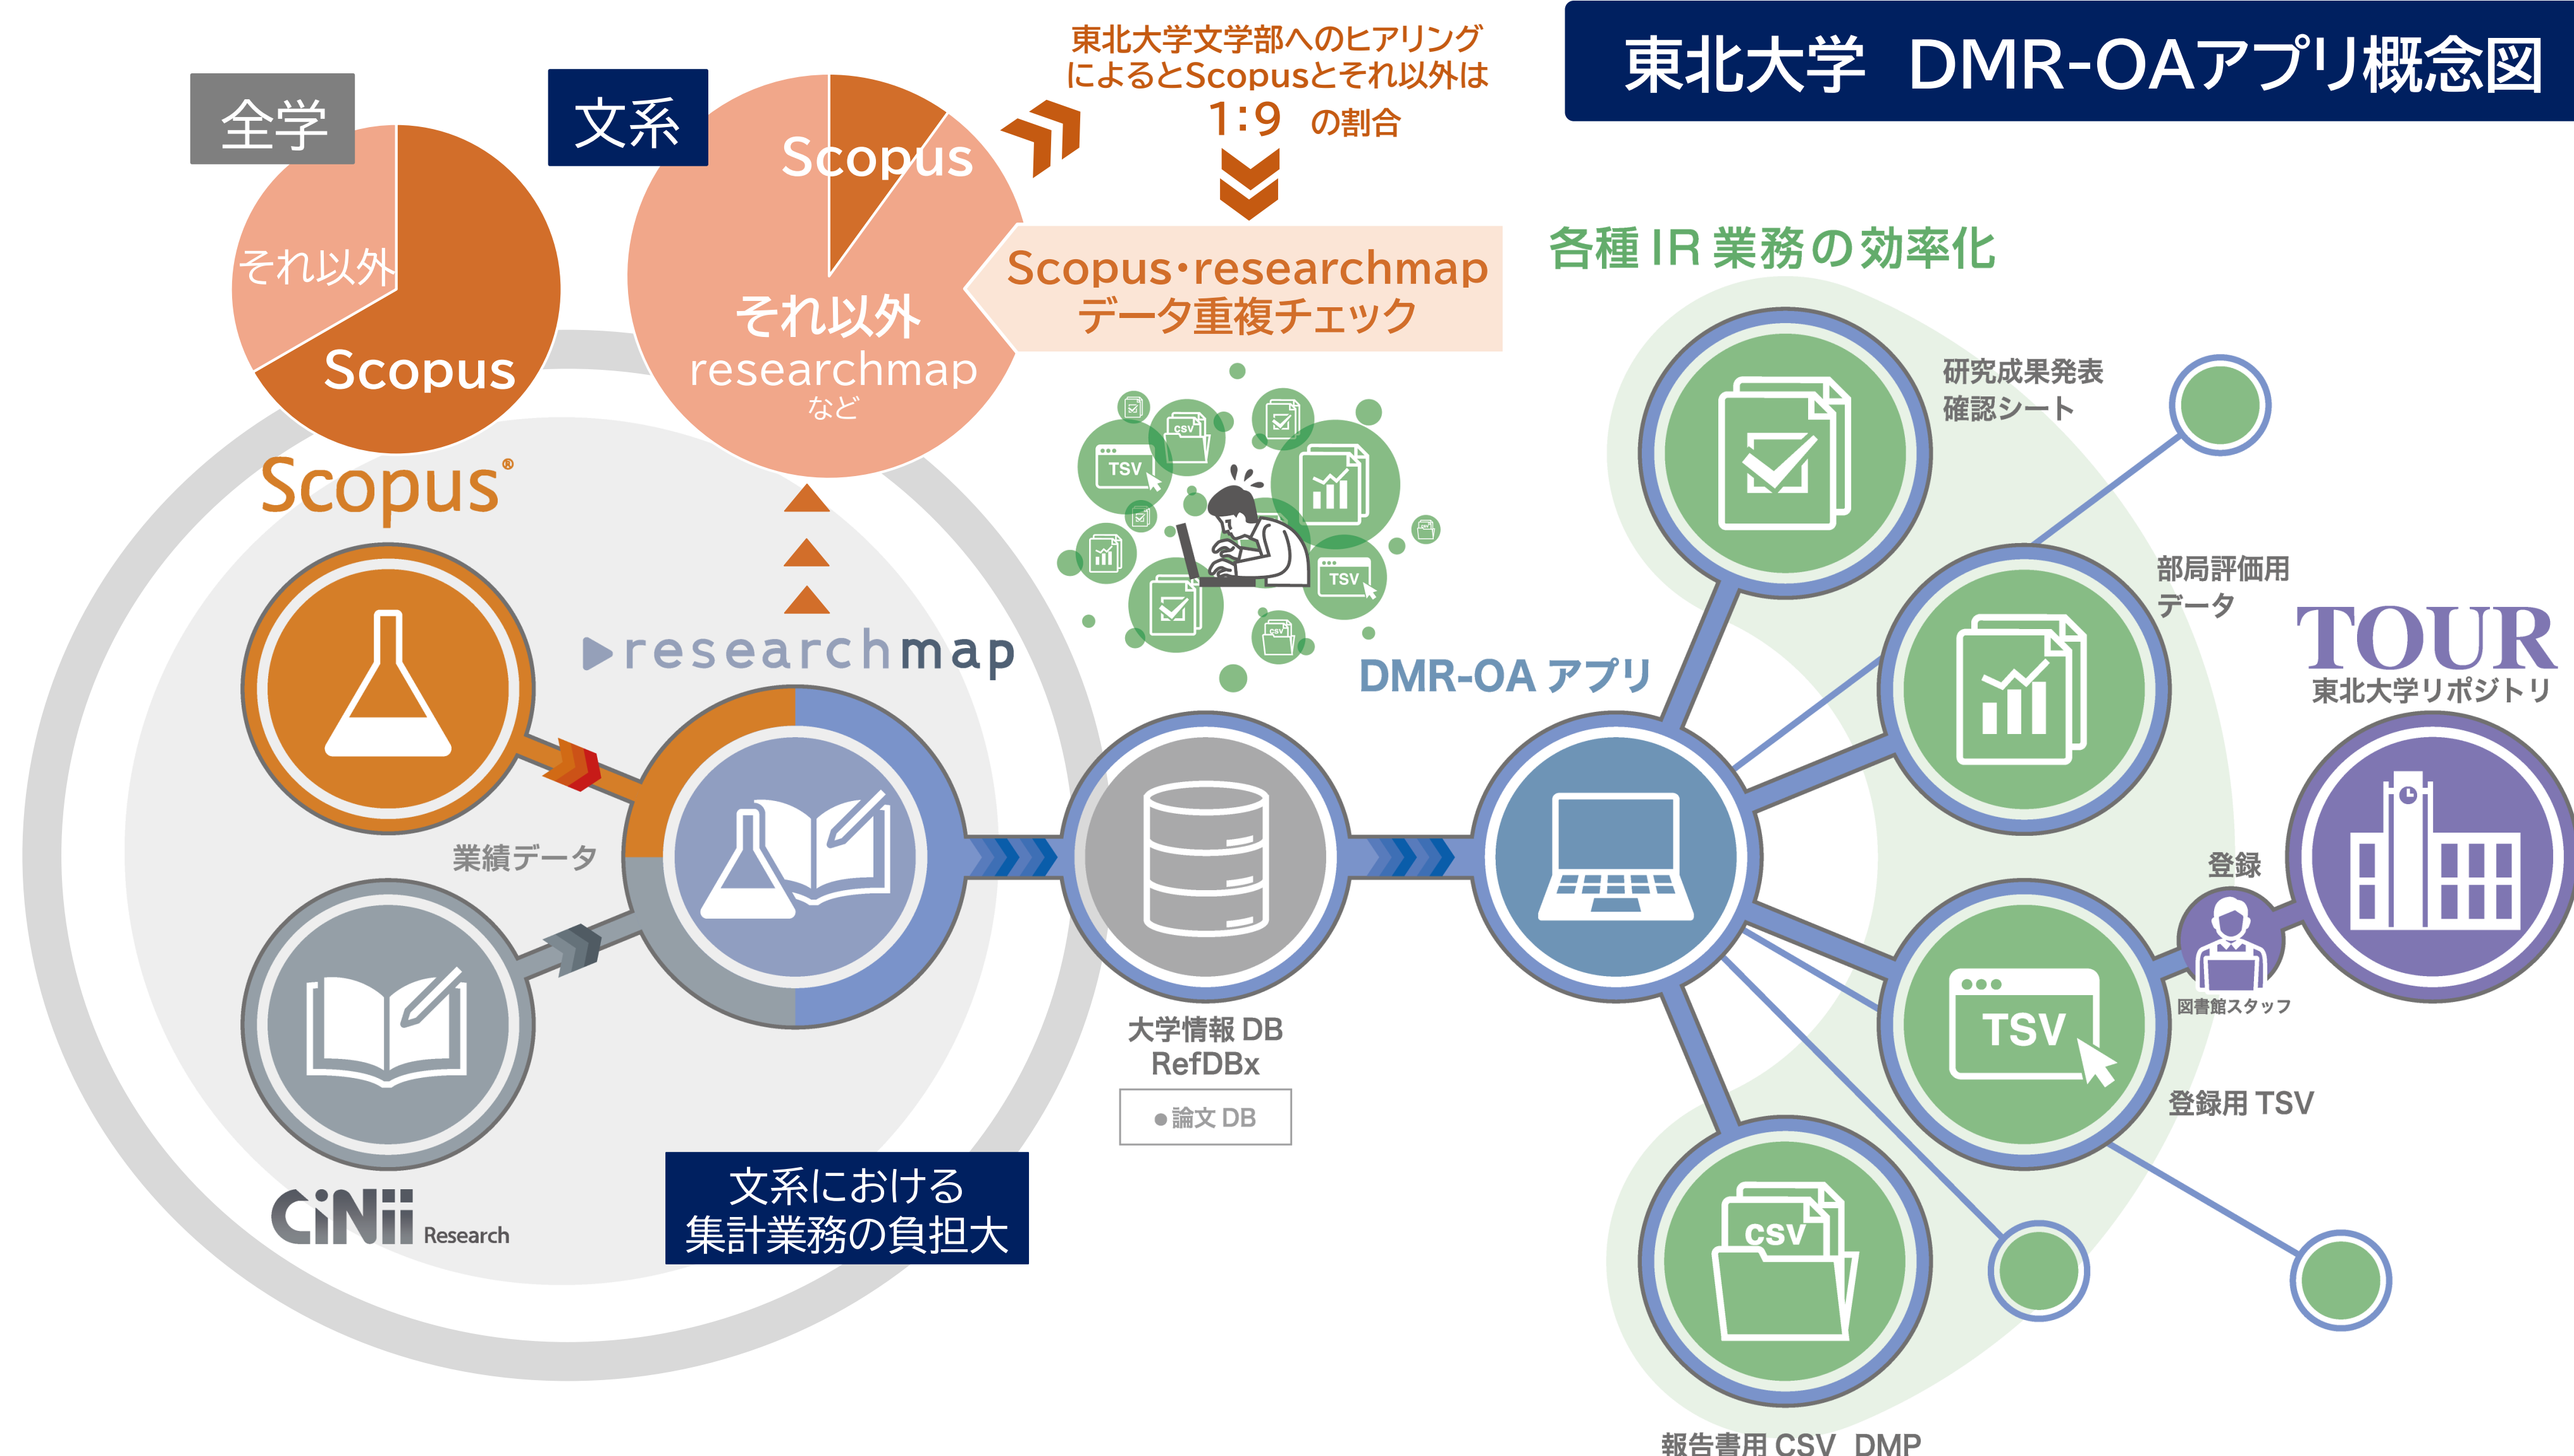 東北大学 DMR-OAアプリ概念図
全学
それ以外
Scopus
文系
Scopus
それ以外
researchmap
など
東北大学文学部へのヒアリング
によるとScopusとそれ以外は
1:9 の割合
Scopus・researchmap
データ重複チェック
Scopus®
researchmap
業績データ
CiNii Research
文系における
集計業務の負担大
TSV
csv
TSV
csv
csv
大学情報 DB
RefDBx
●論文 DB
DMR-OA アプリ
各種 IR 業務の効率化
研究成果発表
確認シート
部局評価用
データ
TSV
登録用 TSV
csv
報告書用 CSV DMP
登録
図書館スタッフ
TOUR
東北大学リポジトリ